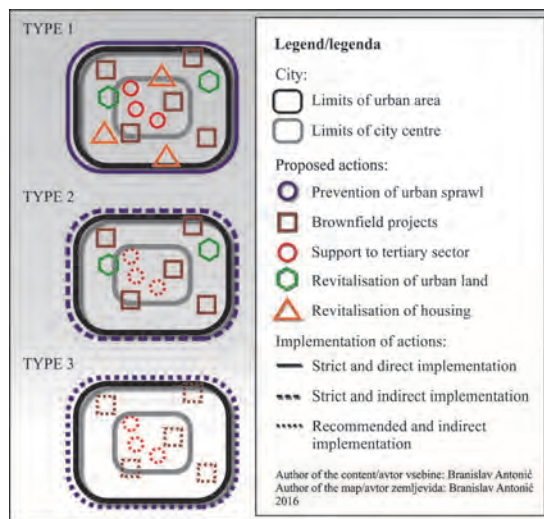 TYPE 1
TYPE 2
TYPE 3
Legend/legenda
City:
Limits of urban area
Limits of city centre
Proposed actions:
Prevention of urban sprawl
Brownfield projects
Support to tertiary sector
Revitalisation of urban land
Revitalisation of housing
Implementation of actions:
Strict and direct implementation
Strict and indirect implementation
Recommended and indirect
implementation
Author of the content/avtor vsebine: Branislav Antonić
Author of the map/avtor zemljevida: Branislav Antonić
2016